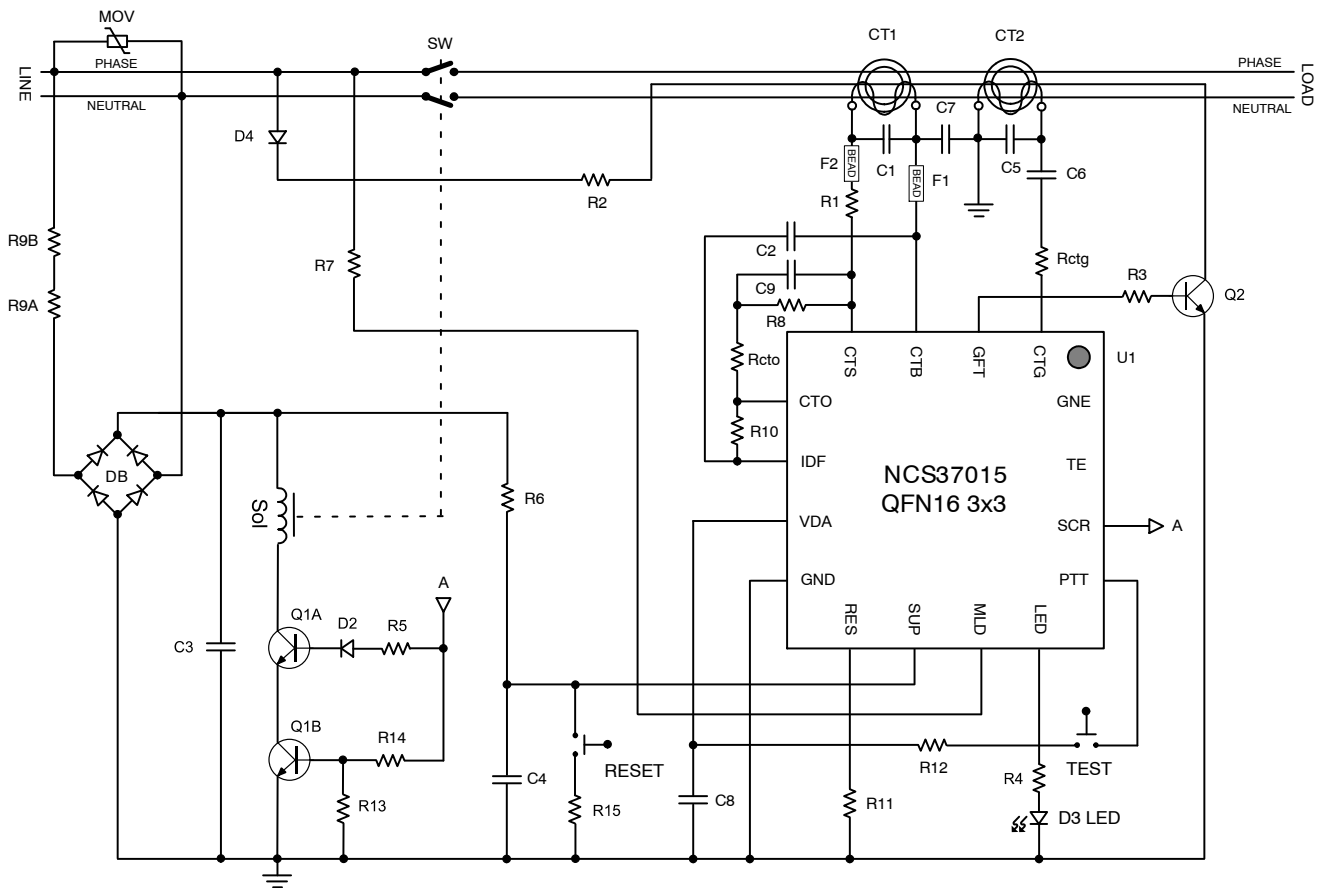 MOV
CT1
CT2
SW
PHASE
PHASE
LINE
LOAD
NEUTRAL
NEUTRAL
C7
D4
F2
BEAD
C1
BEAD
F1
C5
C6
R2
R1
R9B
C2
R7
Rctg
R3
C9
Q2
R9A
R8
CTS
CTB
GFT
CTG
U1
Rcto
CTO
GNE
R10
DB
IDF
TE
NCS37015
QFN16 3x3
R6
Sol
VDA
SCR
A
GND
PTT
A
RES
SUP
MLD
LED
Q1A
D2
R5
C3
Q1B
R14
RESET
R12
TEST
C4
R4
R13
R15
C8
R11
D3 LED